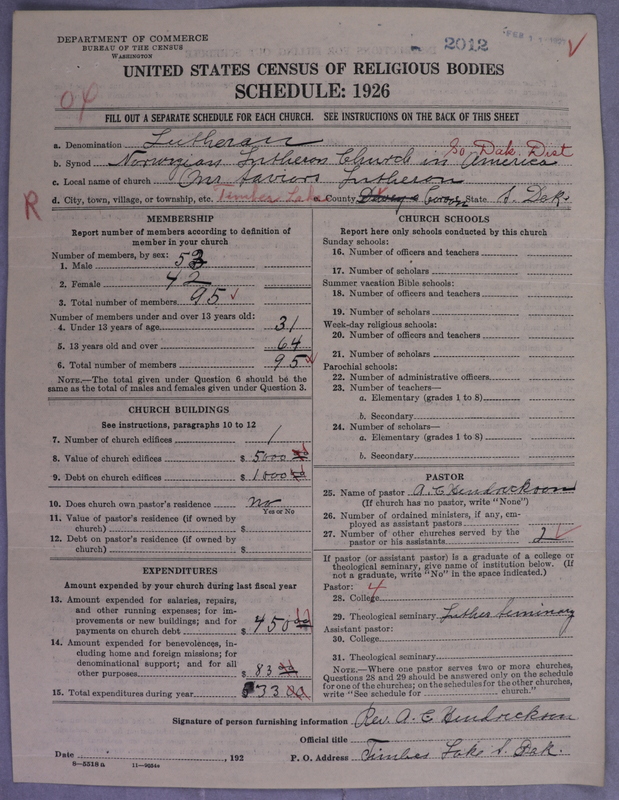 DEPARTMENT OF COMMERCE
BUREAU OF THE CENSUS
WASHINGTON
2012
UNITED STATES CENSUS OF RELIGIOUS BODIES
SCHEDULE: 1926
FILL OUT A SEPARATE SCHEDULE FOR EACH CHURCH. SEE INSTRUCTIONS ON THE BACK OF THIS SHEET
a. Denomination Lutheran
So. Dak. Dist
b. Synod Norwegian Lutheran Church in America
c. Local name of church Our Saviors Lutheran
d. City, town, village, or township, etc. Timber Lake County Dewey Corson State S. Dak.
R
MEMBERSHIP
Report number of members according to definition of
member in your church
Number of members, by sex:
1. Male 53
2. Female 42
3. Total number of members 95
Number of members under and over 13 years old:
4. Under 13 years of age 31
5. 13 years old and over 64
6. Total number of members 95
NOTE.—The total given under Question 6 should be the
same as the total of males and females given under Question 3.
CHURCH BUILDINGS
See instructions, paragraphs 10 to 12
7. Number of church edifices 1
8. Value of church edifices $ 5000
9. Debt on church edifices $ 1000
10. Does church own pastor's residence no
Yes or No
11. Value of pastor's residence (if owned by
church) $
12. Debt on pastor's residence (if owned by
church) $
EXPENDITURES
Amount expended by your church during last fiscal year
13. Amount expended for salaries, repairs,
and other running expenses; for im-
provements or new buildings; and for
payments on church debt $ 450
14. Amount expended for benevolences, in-
cluding home and foreign missions; for
denominational support; and for all
other purposes $ 83
15. Total expenditures during year 533
CHURCH SCHOOLS
Report here only schools conducted by this church
Sunday schools:
16. Number of officers and teachers
17. Number of scholars
Summer vacation Bible schools:
18. Number of officers and teachers
19. Number of scholars
Week-day religious schools:
20. Number of officers and teachers
21. Number of scholars
Parochial schools:
22. Number of administrative officers
23. Number of teachers—
a. Elementary (grades 1 to 8)
b. Secondary
24. Number of scholars—
a. Elementary (grades 1 to 8)
b. Secondary
PASTOR
25. Name of pastor A. C. Hendrickson
(If church has no pastor, write "None")
26. Number of ordained ministers, if any, em-
ployed as assistant pastors
27. Number of other churches served by the
pastor or his assistants 2
If pastor (or assistant pastor) is a graduate of a college or
theological seminary, give name of institution below. (If
not a graduate, write "No" in the space indicated.)
Pastor: 4
28. College
29. Theological seminary Luther Seminary
Assistant pastor:
30. College
31. Theological seminary
NOTE.—Where one pastor serves two or more churches,
Questions 28 and 29 should be answered only on the schedule
for one of the churches; on the schedules for the other churches,
write "See schedule for church."
Signature of person furnishing information Rev. A. C. Hendrickson
Official title
Date , 192 P. O. Address Timber Lake S. Dak.
8—5518a 11—9084a